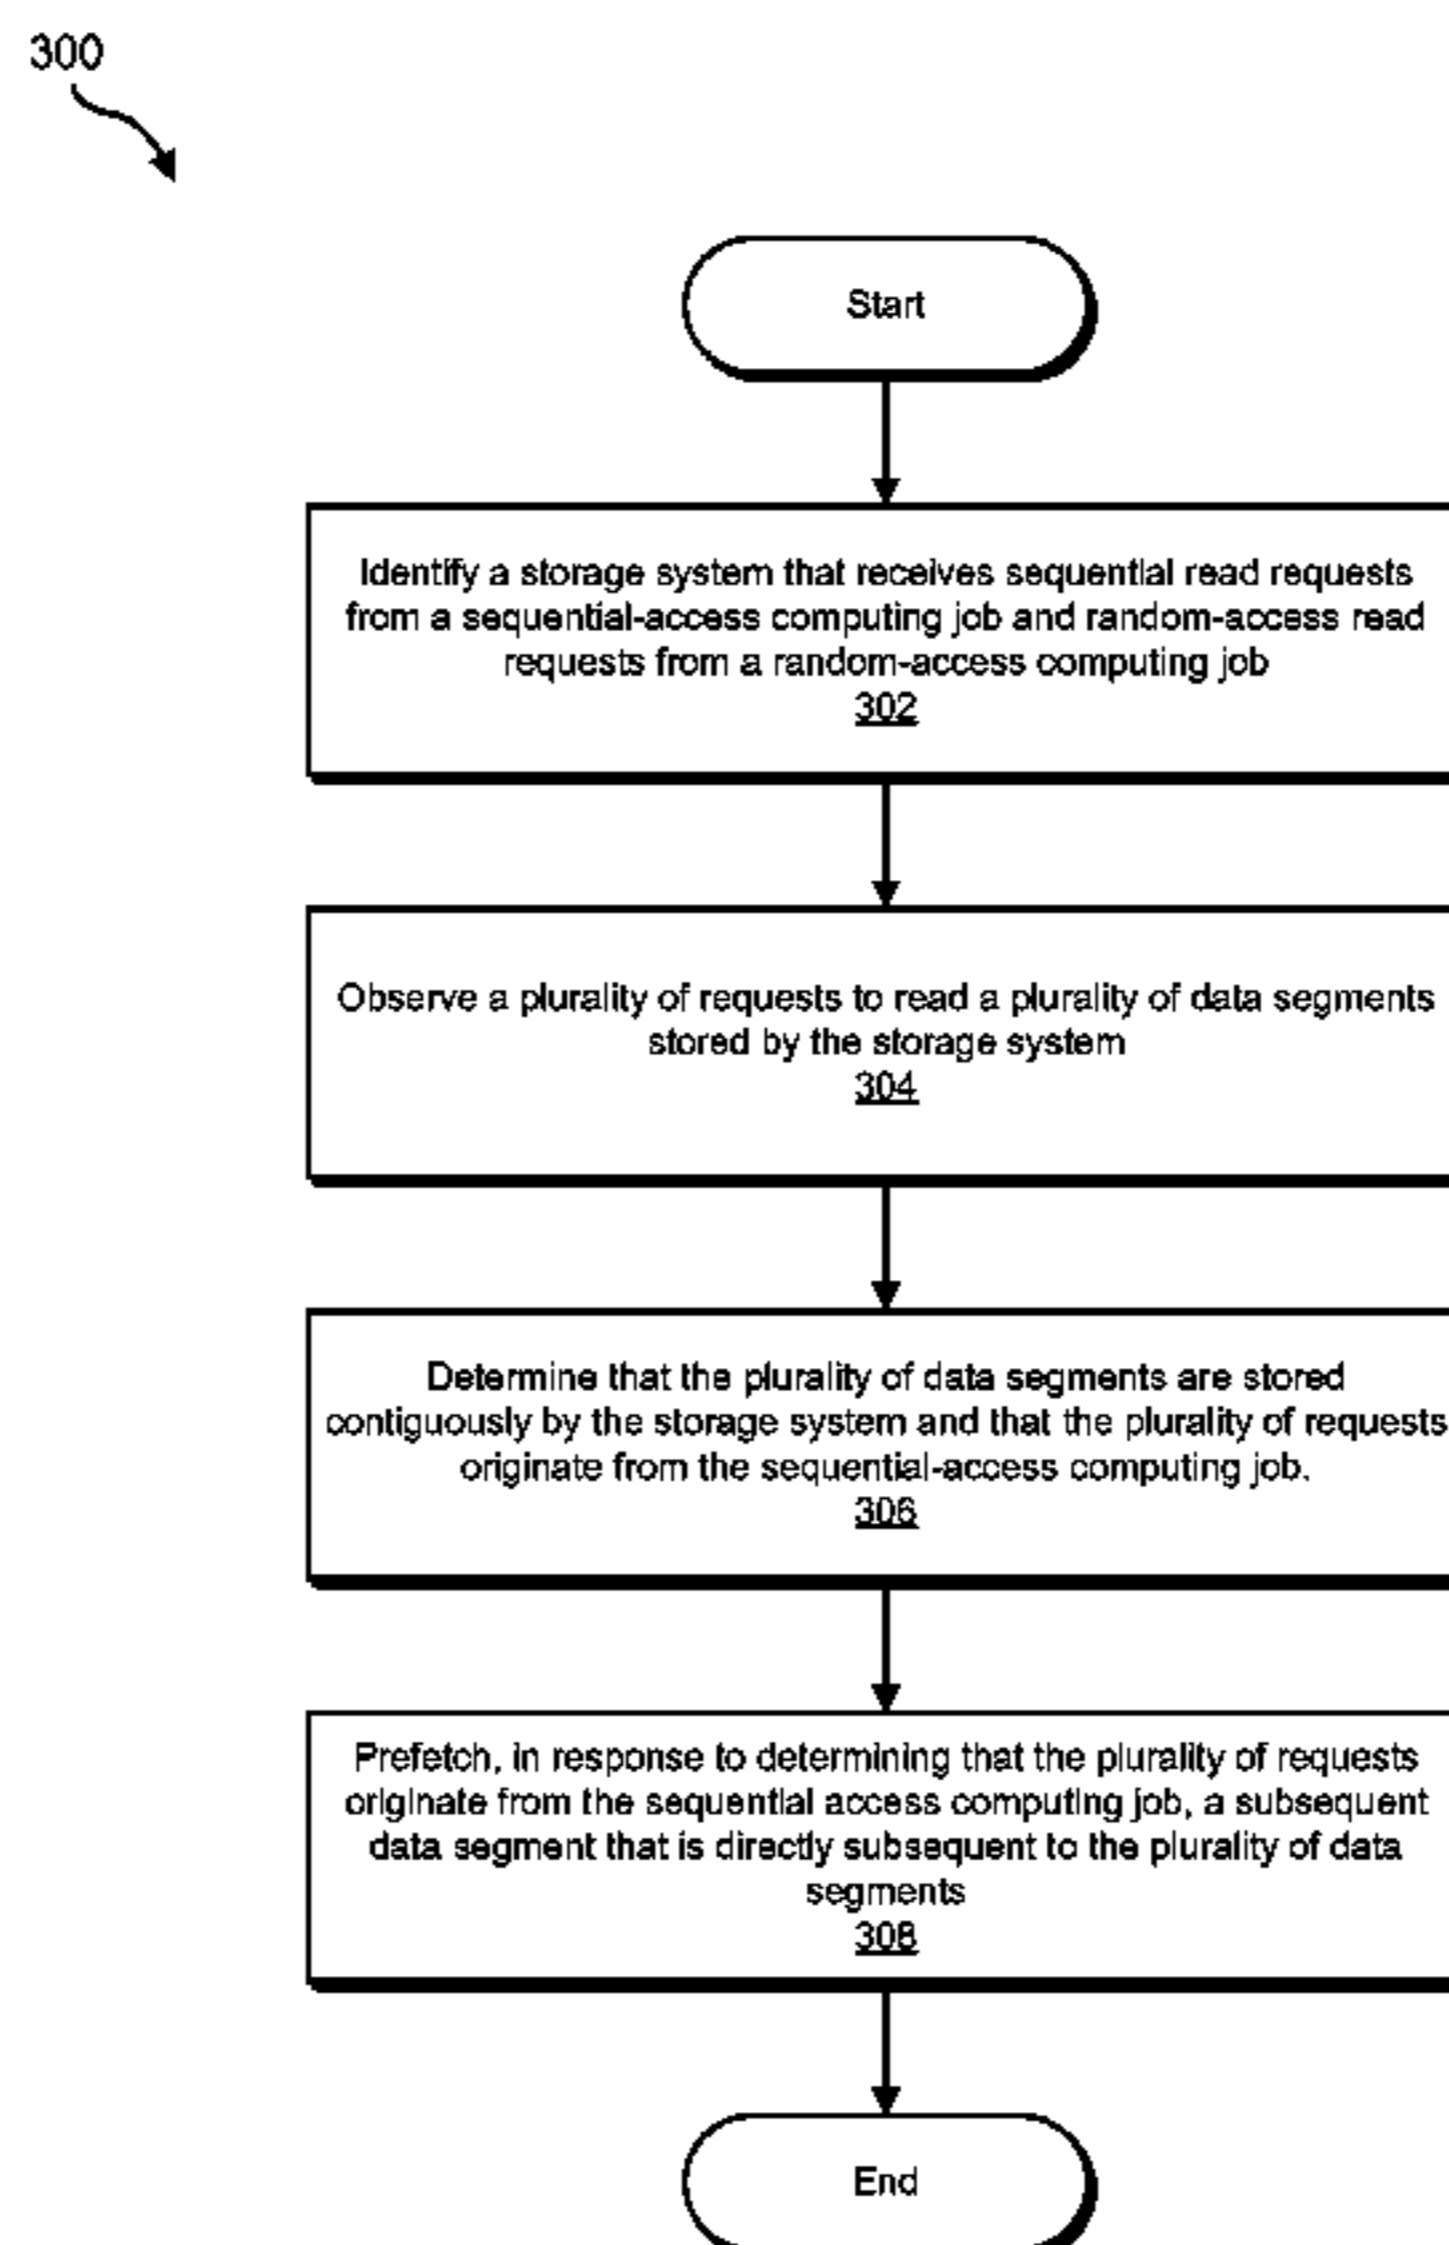 300
Start
Identify a storage system that receives sequential read requests
from a sequential-access computing job and random-access read
requests from a random-access computing job
302
Observe a plurality of requests to read a plurality of data segments
stored by the storage system
304
Determine that the plurality of data segments are stored
contiguously by the storage system and that the plurality of requests
originate from the sequential-access computing job.
306
Prefetch, in response to determining that the plurality of requests
originate from the sequential access computing job, a subsequent
data segment that is directly subsequent to the plurality of data
segments
308
End